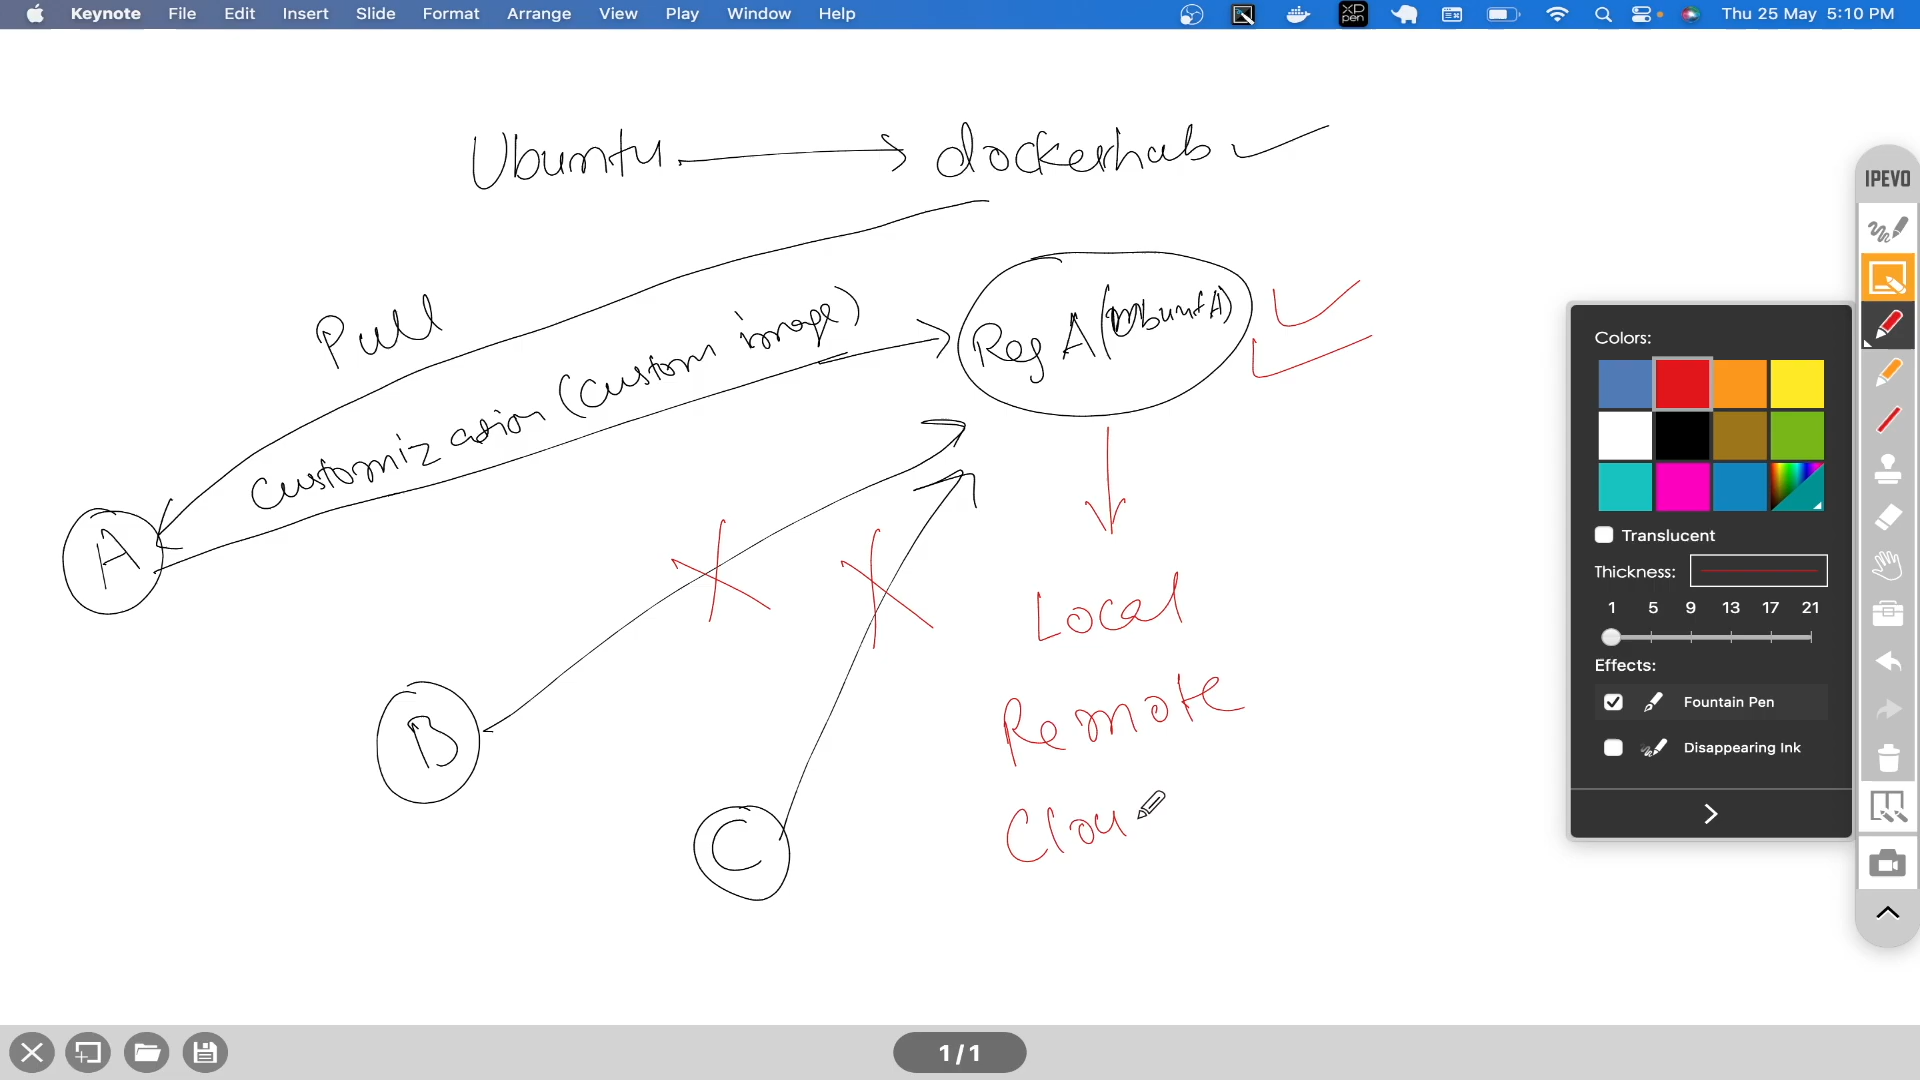 Keynote File Edit Insert Slide Format Arrange View Play Window Help
XP pen
Thu 25 May 5:10 PM
Ubuntu dockerhub
Pull
Customization (Custom image)
Reg A (UbuntA)
A
B
C
Local
Remote
Clou
IPEVO
Colors:
Translucent
Thickness:
1 5 9 13 17 21
Effects:
Fountain Pen
Disappearing Ink
1/1